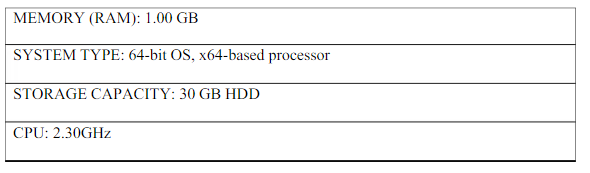 MEMORY (RAM): 1.00 GB
SYSTEM TYPE: 64-bit OS, x64-based processor
STORAGE CAPACITY: 30 GB HDD
CPU: 2.30GHz